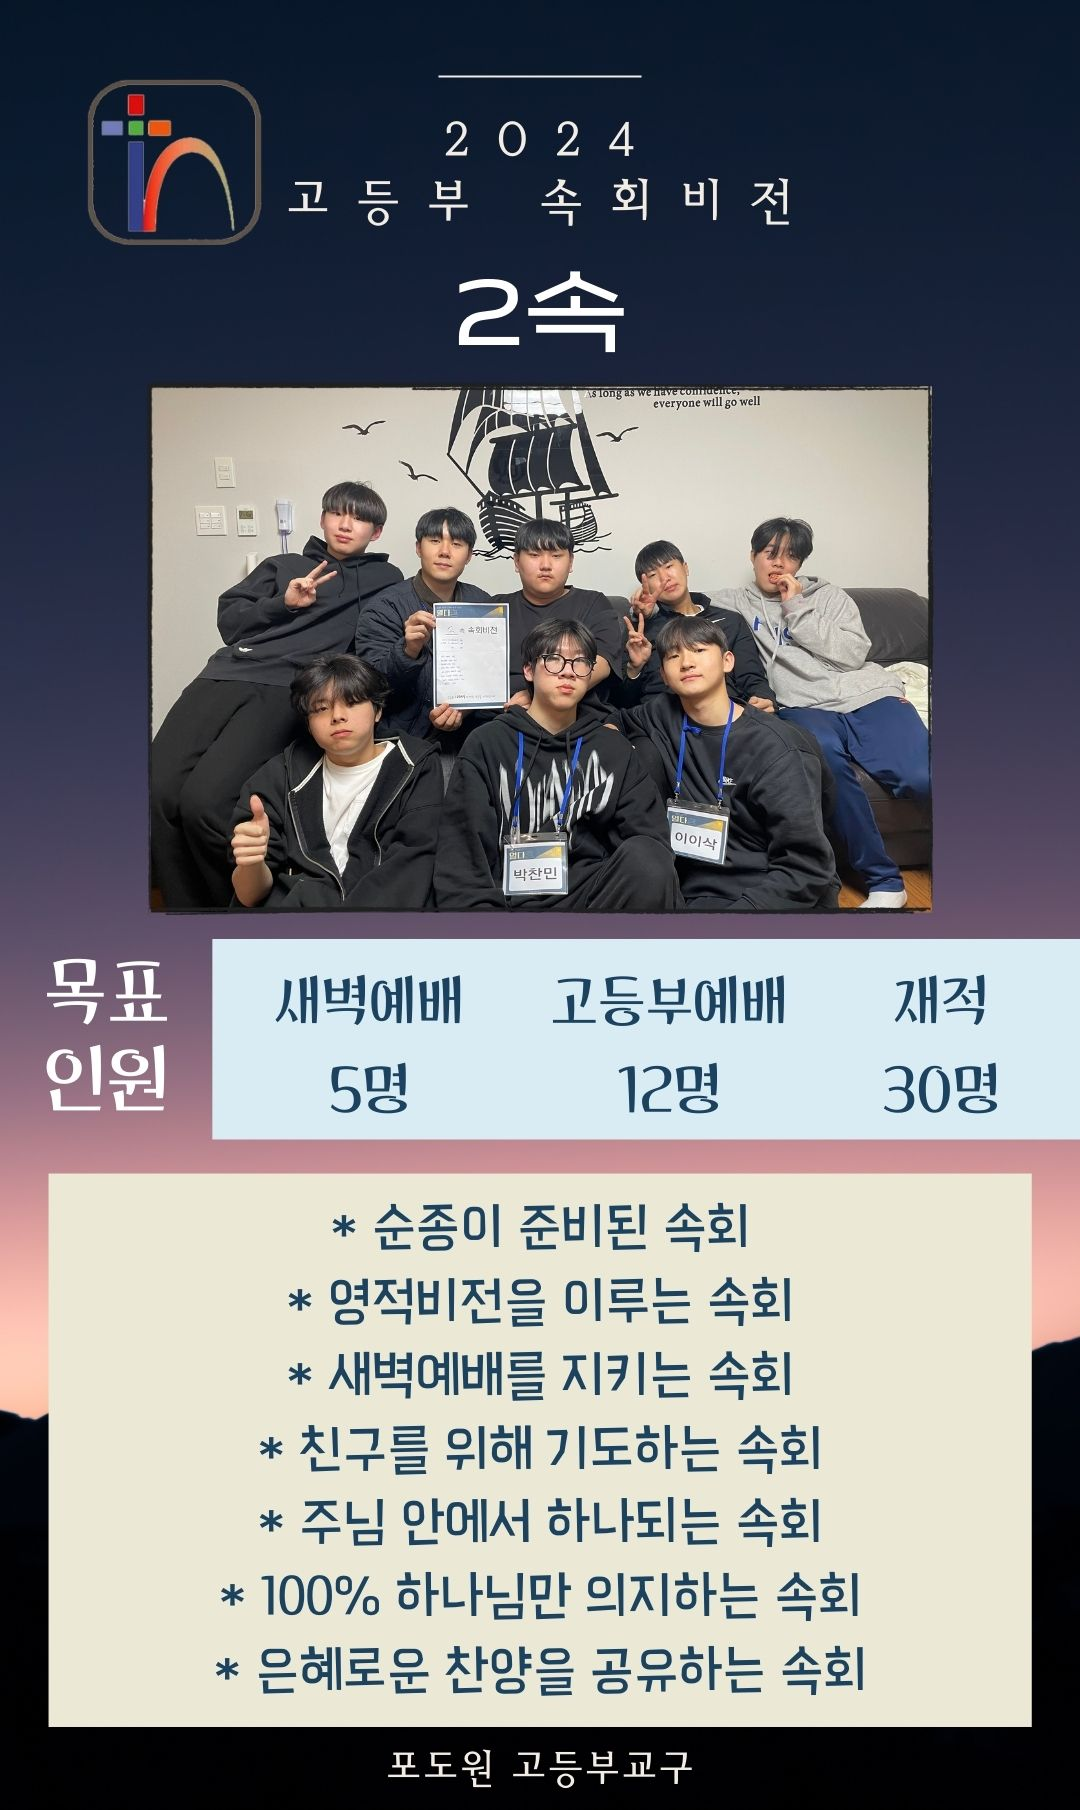 2024
고등부 속회비전
2속
As long as we have confidence,
everyone will go well
멀티
속 속회비전
멀티
이이삭
멀티
박찬민
목표
인원
새벽예배 고등부예배 재적
5명 12명 30명
* 순종이 준비된 속회
* 영적비전을 이루는 속회
* 새벽예배를 지키는 속회
* 친구를 위해 기도하는 속회
* 주님 안에서 하나되는 속회
* 100% 하나님만 의지하는 속회
* 은혜로운 찬양을 공유하는 속회
포도원 고등부교구